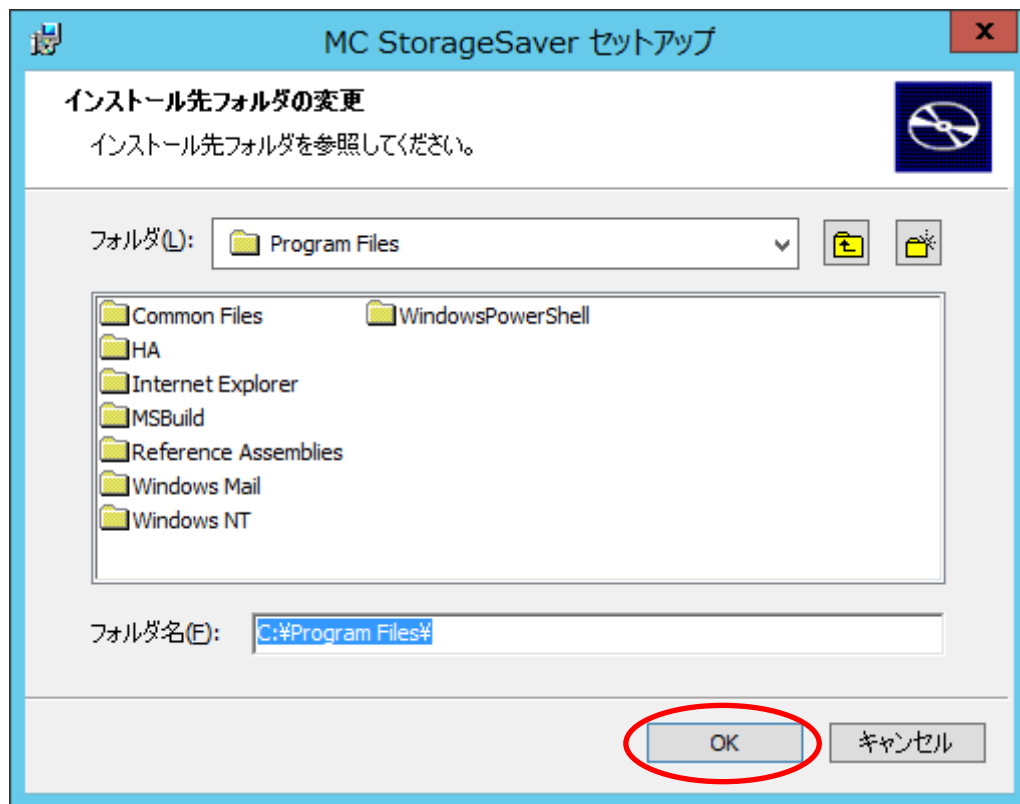 MC StorageSaver セットアップ
インストール先フォルダの変更
インストール先フォルダを参照してください。
フォルダ(L):
Program Files
Common Files
WindowsPowerShell
HA
Internet Explorer
MSBuild
Reference Assemblies
Windows Mail
Windows NT
フォルダ名(F):
C:¥Program Files¥
OK
キャンセル